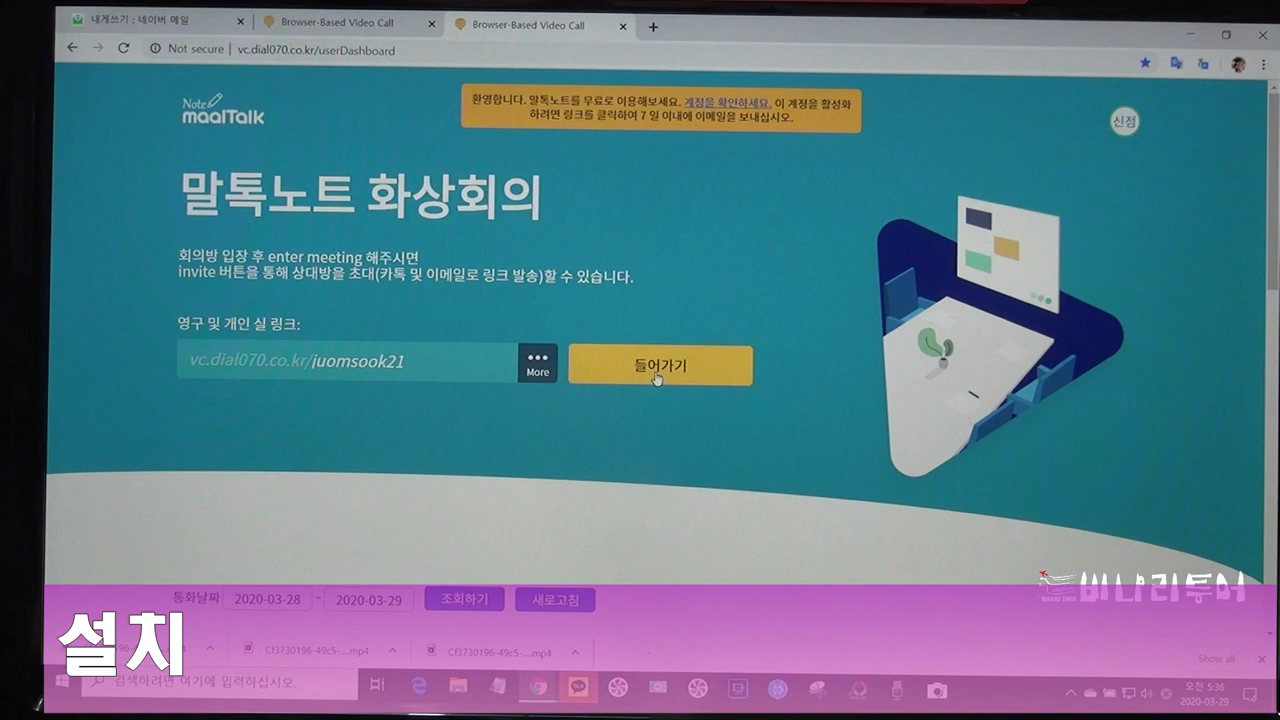 내게쓰기 : 네이버 메일
Browser-Based Video Call
Browser-Based Video Call
Not secure | vc.dial070.co.kr/userDashboard
Note
maalTalk
환영합니다. 말톡노트를 무료로 이용해보세요. 계정을 확인하세요. 이 계정을 활성화
하려면 링크를 클릭하여 7 일 이내에 이메일을 보내십시오.
신점
말톡노트 화상회의
회의방 입장 후 enter meeting 해주시면
invite 버튼을 통해 상대방을 초대(카톡 및 이메일로 링크 발송)할 수 있습니다.
영구 및 개인 실 링크:
vc.dial070.co.kr/juomsook21
More
들어가기
비나리투어
통화날짜 2020-03-28 ~ 2020-03-29 조회하기 새로고침
설치
Cf3730196-49c5-....mp4
Cf3730196-49c5-....mp4
Show all
검색하려면 여기에 입력하십시오.
오전 5:36
2020-03-29